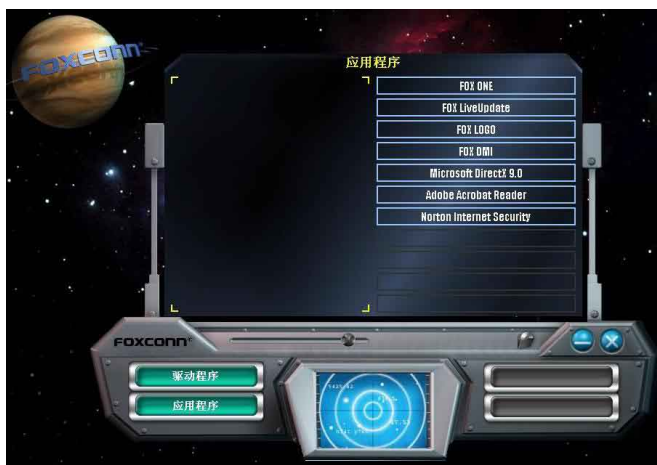 FOXCONN
应用程序
FOX ONE
FOX LiveUpdate
FOX LOGO
FOX DMI
Microsoft DirectX 9.0
Adobe Acrobat Reader
Norton Internet Security
FOXCONN
驱动程序
应用程序